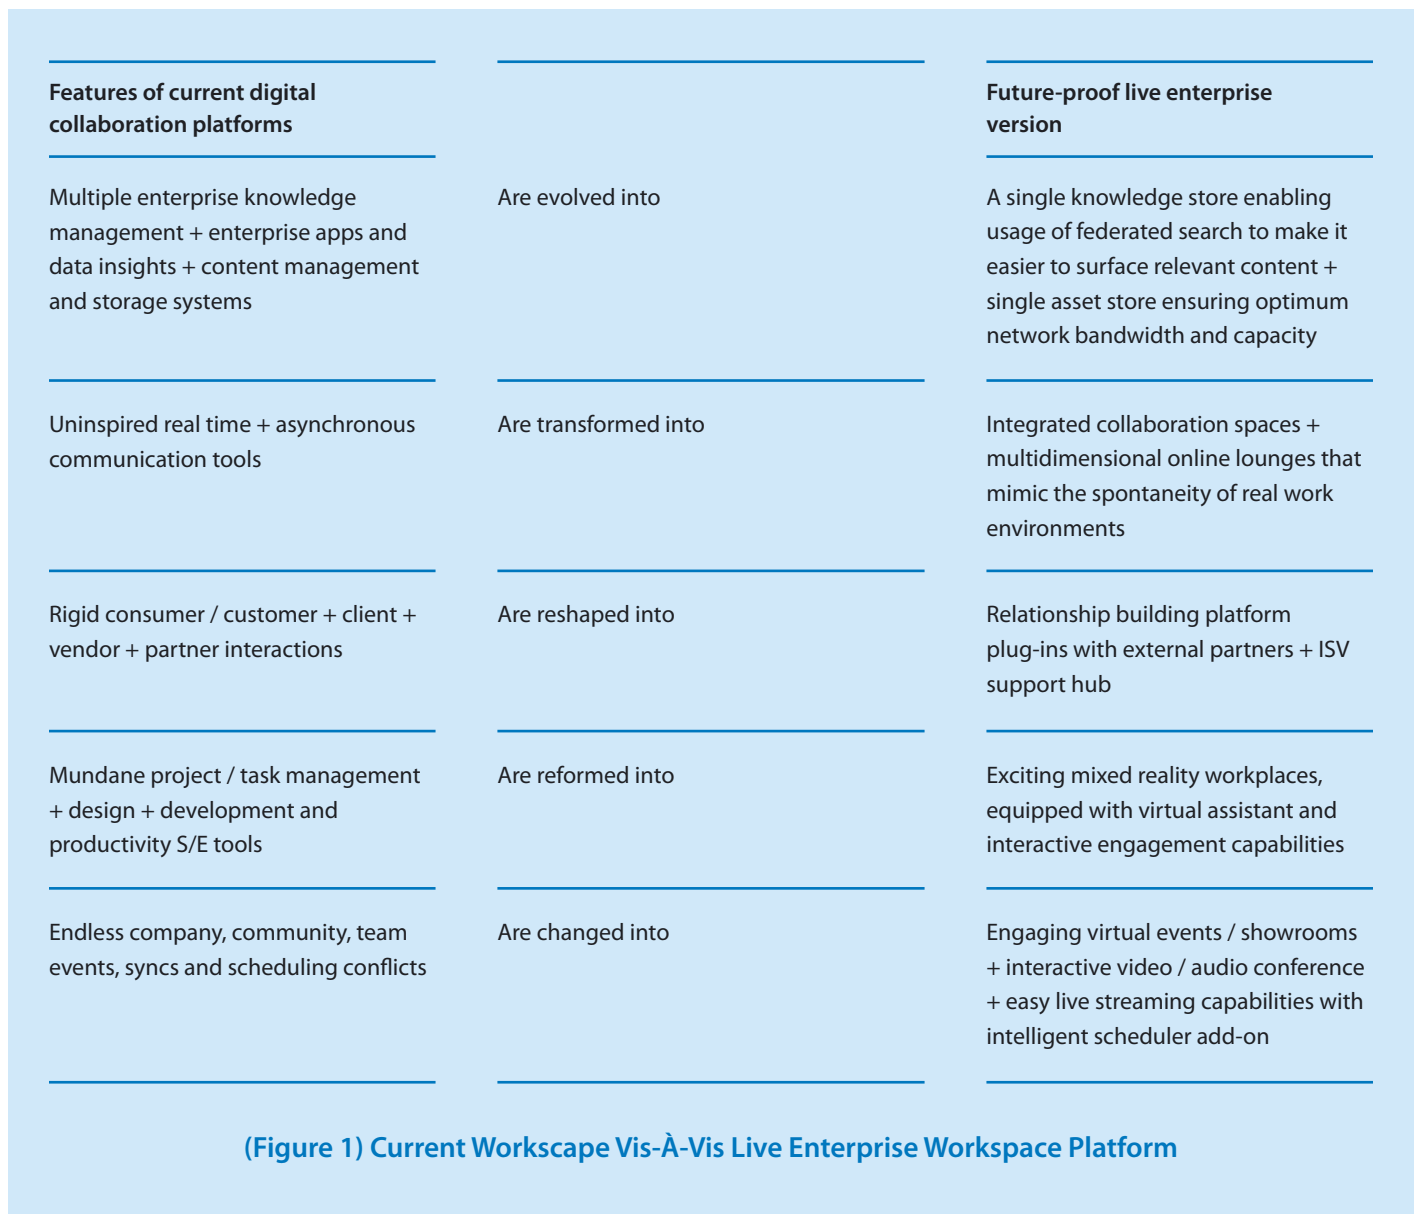 Features of current digital
collaboration platforms
Future-proof live enterprise
version
Multiple enterprise knowledge
management + enterprise apps and
data insights + content management
and storage systems
Are evolved into
A single knowledge store enabling
usage of federated search to make it
easier to surface relevant content +
single asset store ensuring optimum
network bandwidth and capacity
Uninspired real time + asynchronous
communication tools
Are transformed into
Integrated collaboration spaces +
multidimensional online lounges that
mimic the spontaneity of real work
environments
Rigid consumer / customer + client +
vendor + partner interactions
Are reshaped into
Relationship building platform
plug-ins with external partners + ISV
support hub
Mundane project / task management
+ design + development and
productivity S/E tools
Are reformed into
Exciting mixed reality workplaces,
equipped with virtual assistant and
interactive engagement capabilities
Endless company, community, team
events, syncs and scheduling conflicts
Are changed into
Engaging virtual events / showrooms
+ interactive video / audio conference
+ easy live streaming capabilities with
intelligent scheduler add-on
(Figure 1) Current Workscape Vis-À-Vis Live Enterprise Workspace Platform